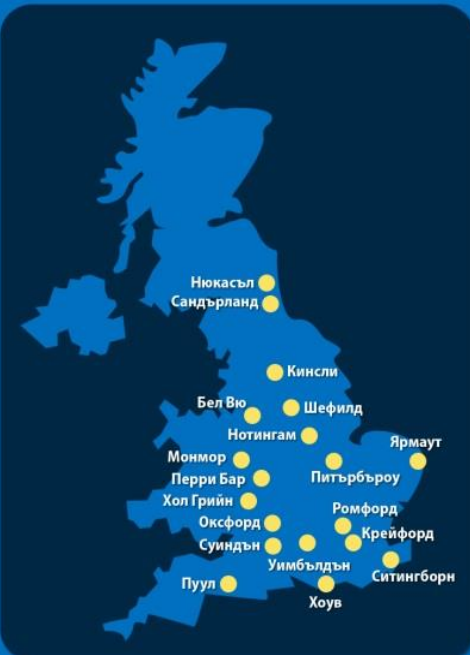 Нюкасъл
Сандърланд
Кинсли
Бел Вю
Шефилд
Нотингам
Ярмаут
Монмор
Питърбъроу
Перри Бар
Хол Грийн
Ромфорд
Оксфорд
Крейфорд
Суиндън
Уимбълдън
Ситингборн
Пуул
Хоув